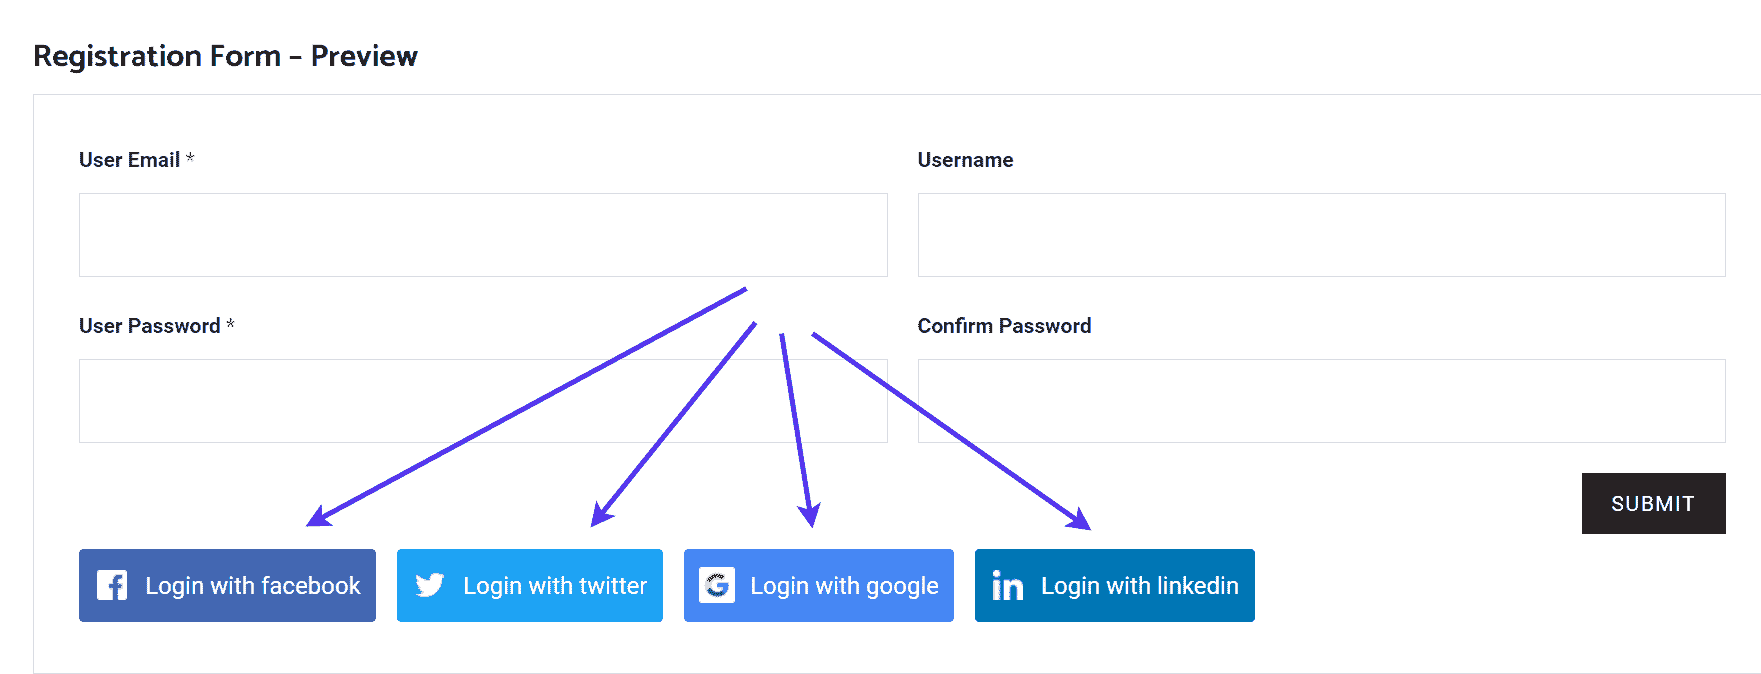 Registration Form – Preview
User Email *
Username
User Password *
Confirm Password
SUBMIT
Login with facebook
Login with twitter
Login with google
Login with linkedin